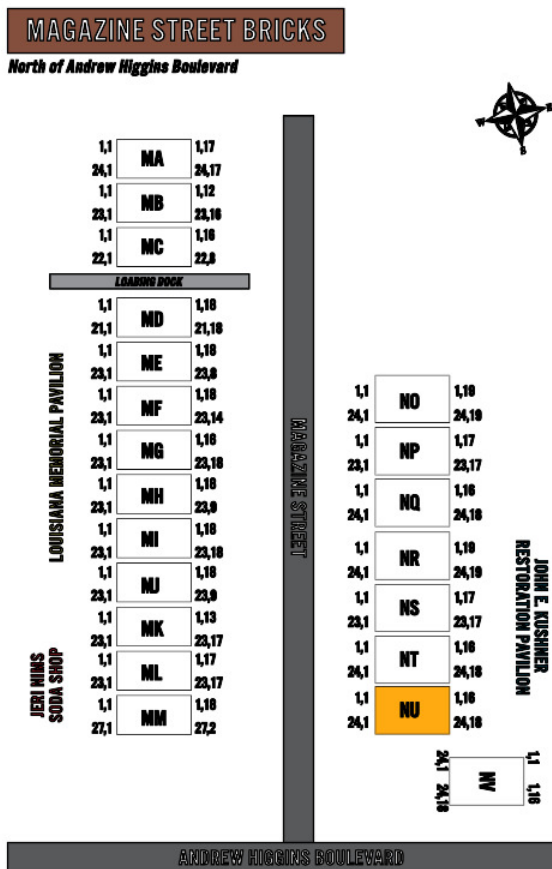 MAGAZINE STREET BRICKS
North of Andrew Higgins Boulevard
N
W E
S
1,1 MA 1,17
24,1 24,17
1,1 MB 1,12
23,1 23,16
1,1 MC 1,16
22,1 22,8
LOADING DOCK
1,1 MD 1,18
21,1 21,18
1,1 ME 1,18
23,1 23,8
1,1 MF 1,18
23,1 23,14
1,1 MG 1,16
23,1 23,18
1,1 MH 1,18
23,1 23,9
1,1 MI 1,18
23,1 23,18
1,1 MJ 1,18
23,1 23,9
1,1 MK 1,13
23,1 23,17
1,1 ML 1,17
23,1 23,17
1,1 MM 1,18
27,1 27,2
LOUISIANA MEMORIAL PAVILION
JERI NIMS
SODA SHOP
MAGAZINE STREET
1,1 NO 1,19
24,1 24,19
1,1 NP 1,17
23,1 23,17
1,1 NQ 1,16
24,1 24,18
1,1 NR 1,19
24,1 24,19
1,1 NS 1,17
23,1 23,17
1,1 NT 1,16
24,1 24,18
1,1 NU 1,16
24,1 24,18
24,1 NV 1,1
24,18 1,16
JOHN E. KUSHNER
RESTORATION PAVILION
ANDREW HIGGINS BOULEVARD